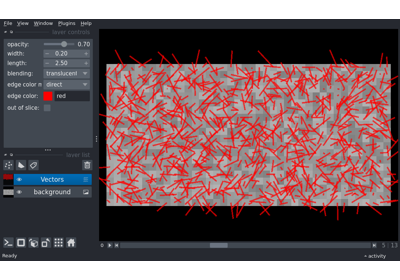 File View Window Plugins Help
layer controls
opacity: 0.70
width: 0.20
length: 2.50
blending: translucent
edge color m direct
edge color: red
out of slice:
layer list
Vectors
background
0
5 13
Ready
activity